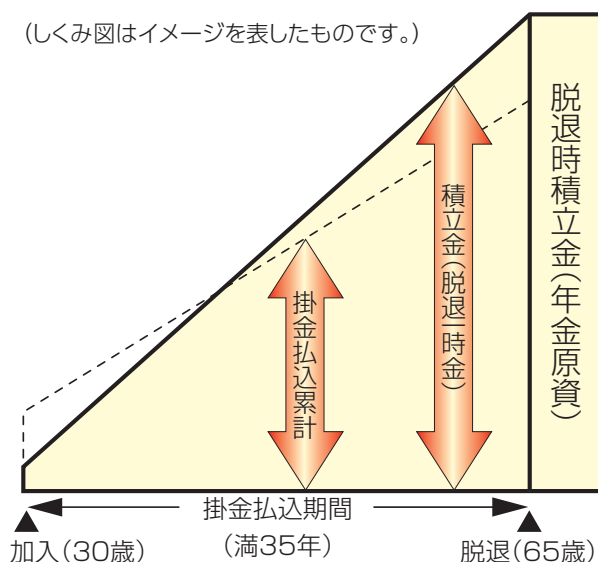 (しくみ図はイメージを表したものです。)
脱退時積立金(年金原資)
積立金(脱退一時金)
掛金払込累計
掛金払込期間
(満35年)
加入(30歳)
脱退(65歳)